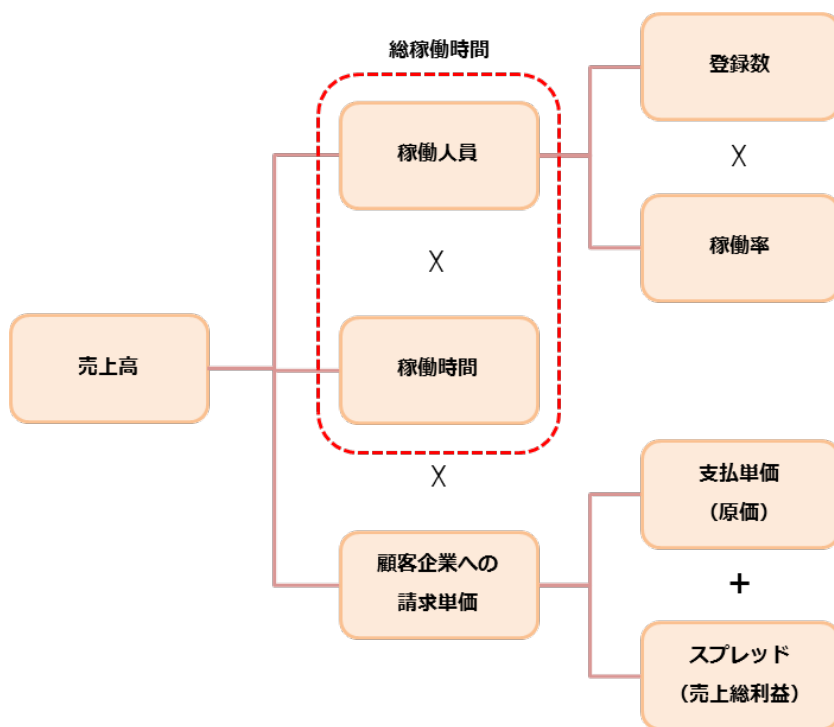 総稼働時間
登録数
稼働人員
X
X
稼働率
売上高
稼働時間
X
支払単価
（原価）
顧客企業への
請求単価
+
スプレッド
（売上総利益）